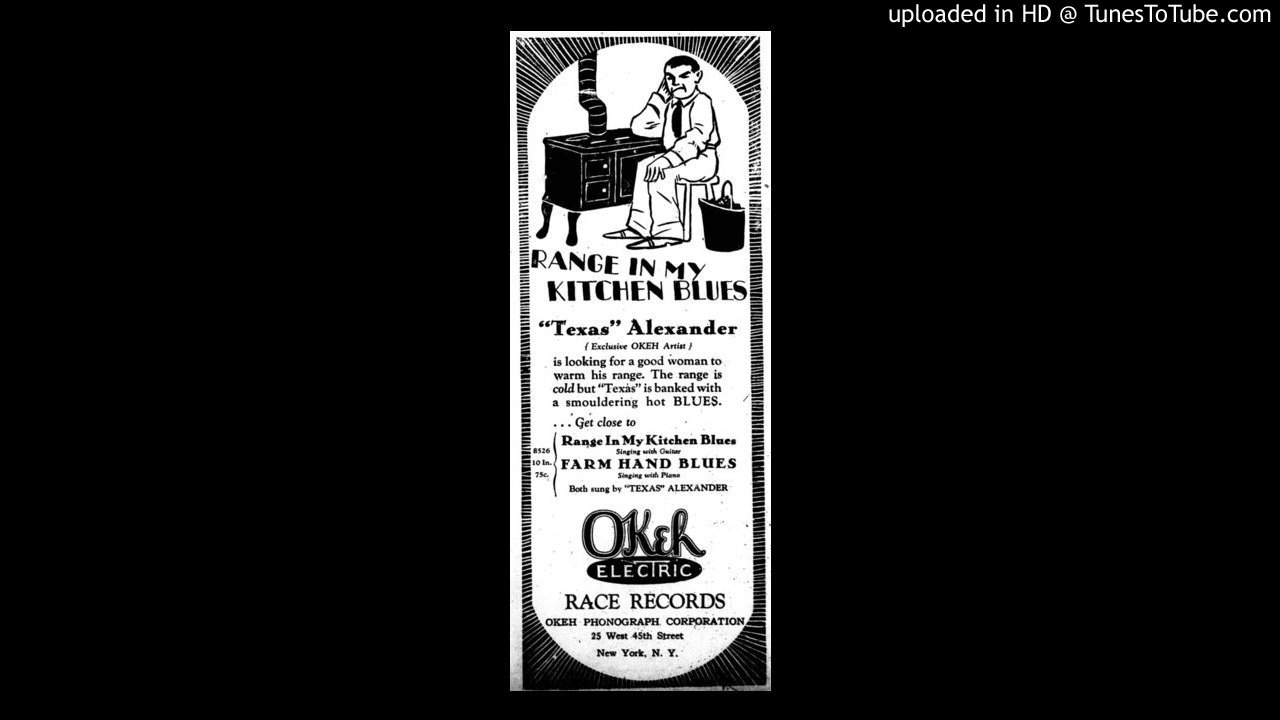 uploaded in HD @ TunesToTube.com
RANGE IN MY
KITCHEN BLUES
“Texas” Alexander
{ Exclusive OKEH Artist }
is looking for a good woman to
warm his range. The range is
cold but “Texas” is banked with
a smouldering hot BLUES.
. . . Get close to
Range In My Kitchen Blues
8526
Singing with Guitar
10 In.
FARM HAND BLUES
75c.
Singing with Piano
Both sung by “TEXAS” ALEXANDER
OKeh
ELECTRIC
RACE RECORDS
OKEH PHONOGRAPH CORPORATION
25 West 45th Street
New York, N. Y.